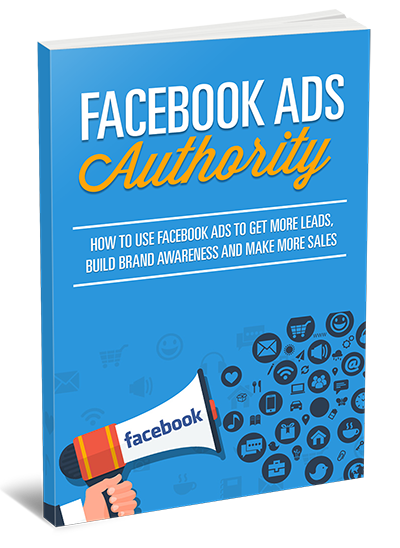 FACEBOOK ADS
Authority
HOW TO USE FACEBOOK ADS TO GET MORE LEADS,
BUILD BRAND AWARENESS AND MAKE MORE SALES
www
facebook